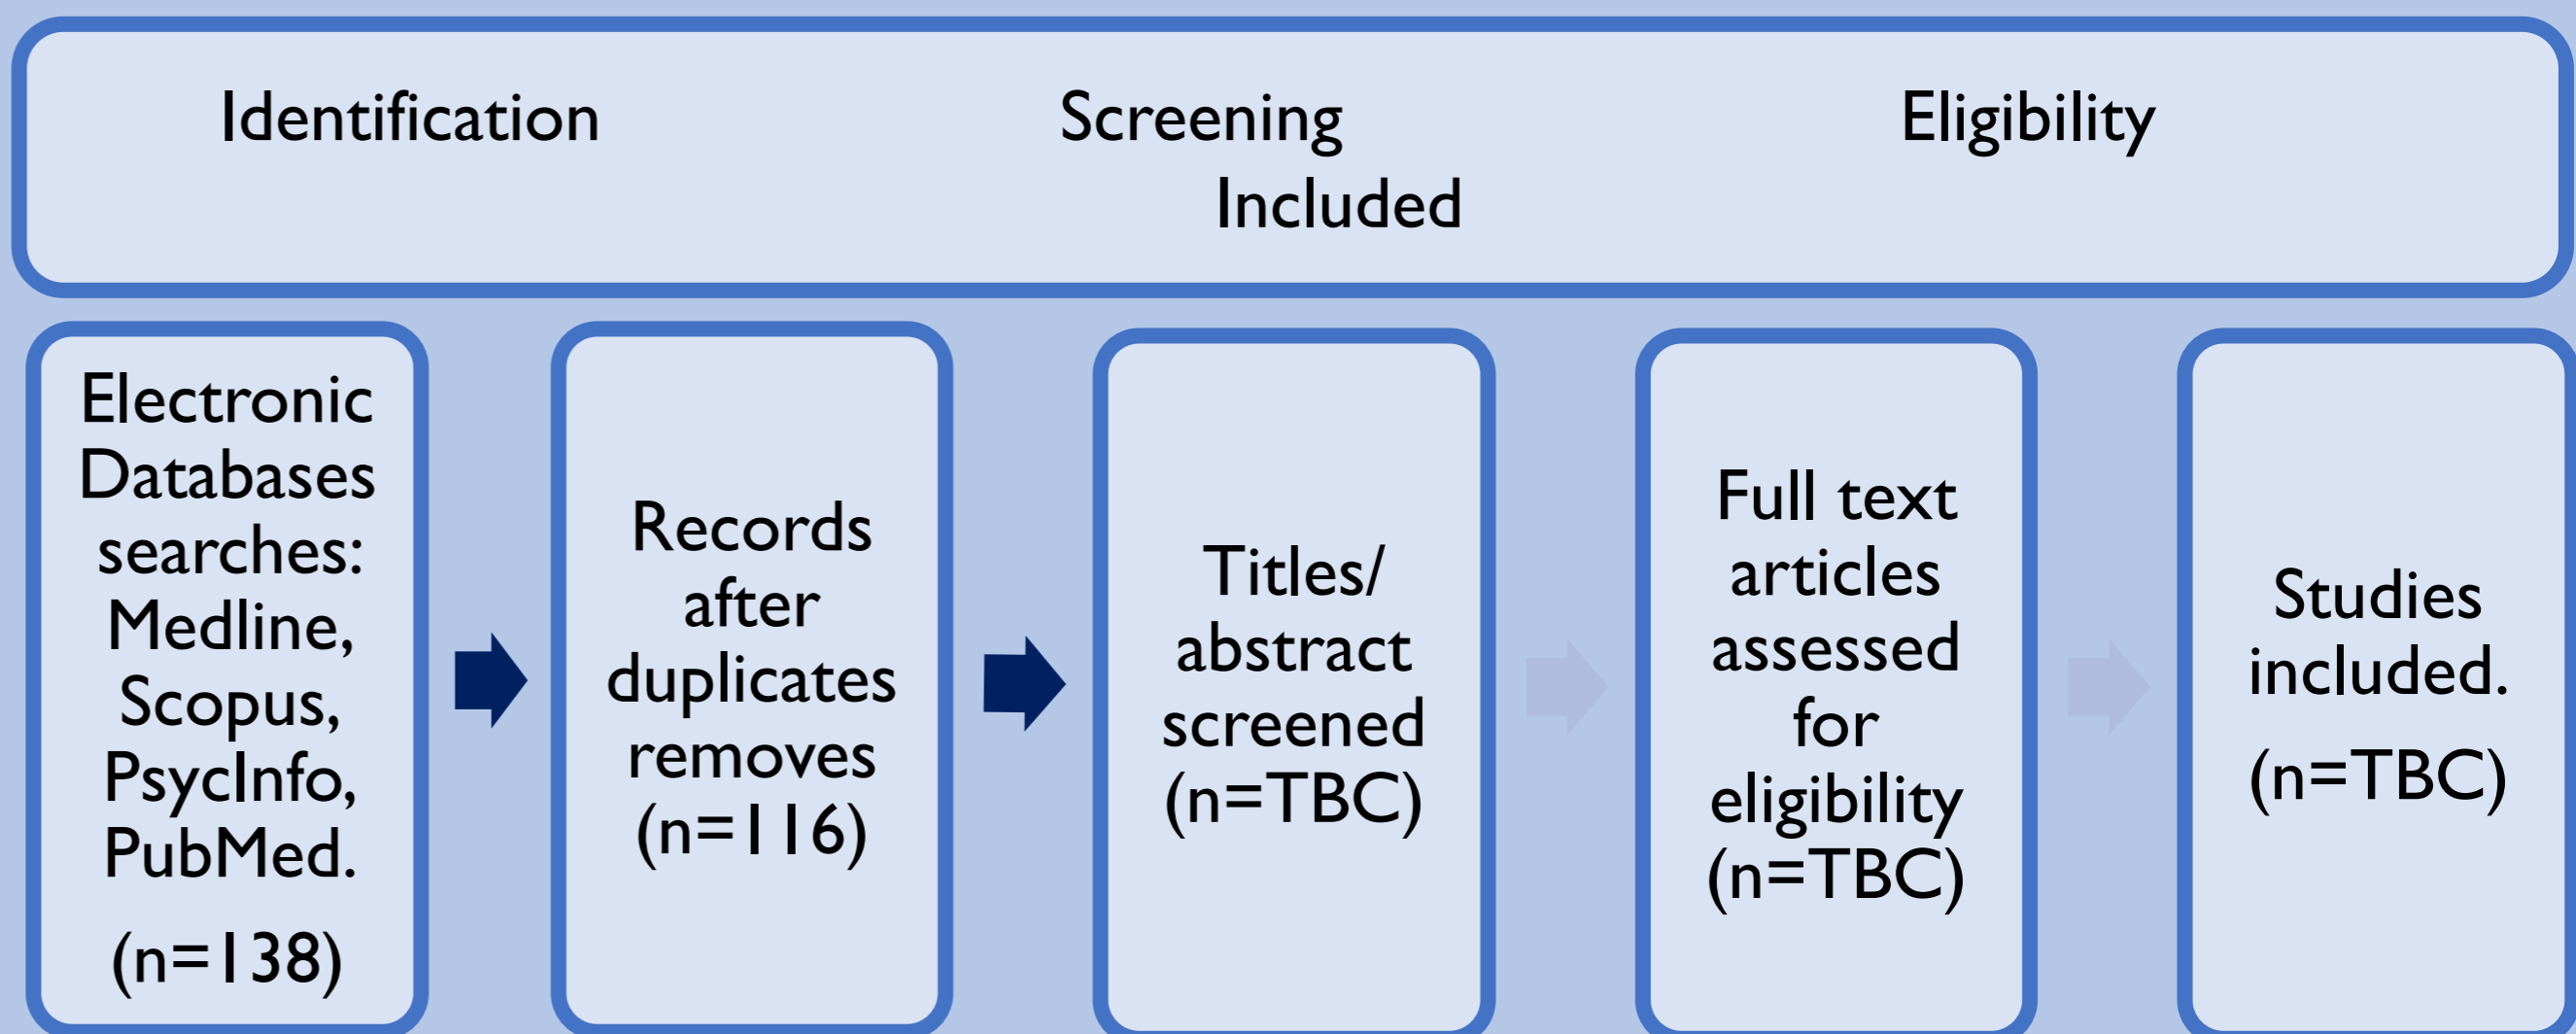 Identification Screening Eligibility
Included
Electronic
Databases
searches:
Medline,
Scopus,
PsycInfo,
PubMed.
(n=138)
Records
after
duplicates
removes
(n=116)
Titles/
abstract
screened
(n=TBC)
Full text
articles
assessed
for
eligibility
(n=TBC)
Studies
included.
(n=TBC)